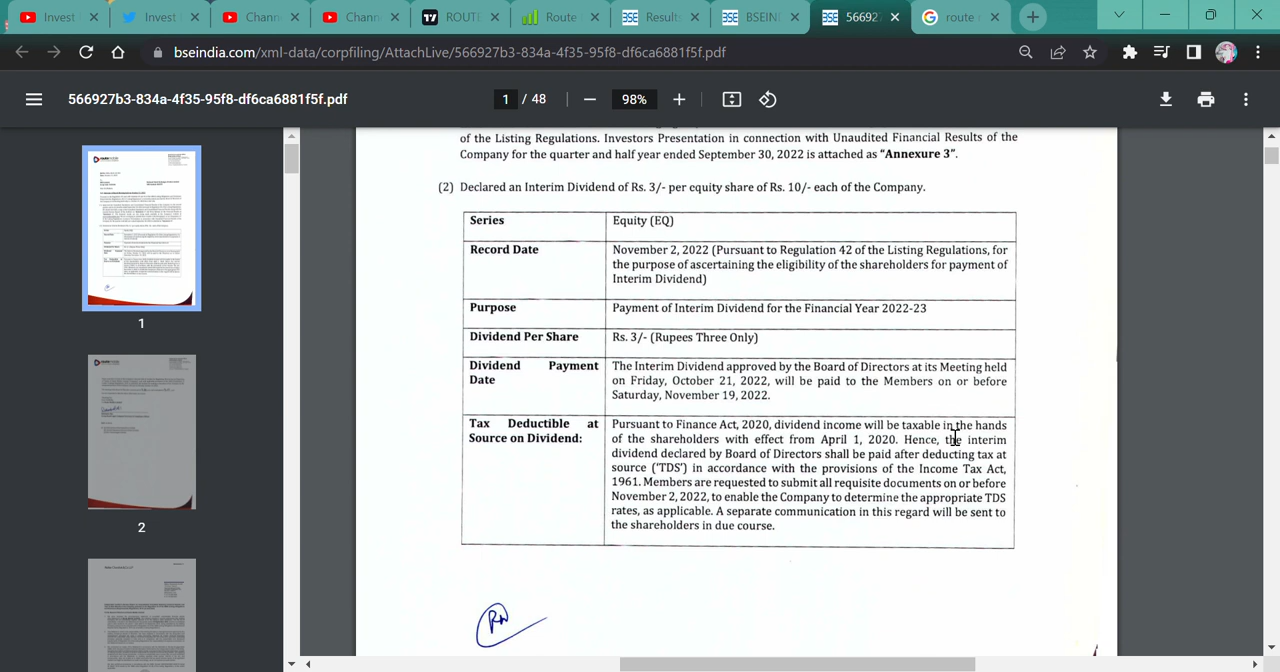 Invest
Invest
Chann
Chann
ROUTE
Route
Results
BSEIN
56692
route
bseindia.com/xml-data/corpfiling/AttachLive/566927b3-834a-4f35-95f8-df6ca6881f5f.pdf
566927b3-834a-4f35-95f8-df6ca6881f5f.pdf
1 / 48
98%
of the Listing Regulations. Investors Presentation in connection with Unaudited Financial Results of the
Company for the quarter and half year ended September 30, 2022 is attached as "Annexure 3".
(2) Declared an Interim Dividend of Rs. 3/- per equity share of Rs. 10/- each of the Company.
Series
Equity (EQ)
Record Date
November 2, 2022 (Pursuant to Regulation 42 of the Listing Regulations, for
the purpose of ascertaining the eligibility of the shareholders for payment of
Interim Dividend)
Purpose
Payment of Interim Dividend for the Financial Year 2022-23
Dividend Per Share
Rs. 3/- (Rupees Three Only)
Dividend Payment
Date
The Interim Dividend approved by the Board of Directors at its Meeting held
on Friday, October 21, 2022, will be paid to the Members on or before
Saturday, November 19, 2022.
Tax Deductible at
Source on Dividend:
Pursuant to Finance Act, 2020, dividend income will be taxable in the hands
of the shareholders with effect from April 1, 2020. Hence, the interim
dividend declared by Board of Directors shall be paid after deducting tax at
source ('TDS') in accordance with the provisions of the Income Tax Act,
1961. Members are requested to submit all requisite documents on or before
November 2, 2022, to enable the Company to determine the appropriate TDS
rates, as applicable. A separate communication in this regard will be sent to
the shareholders in due course.
1
2